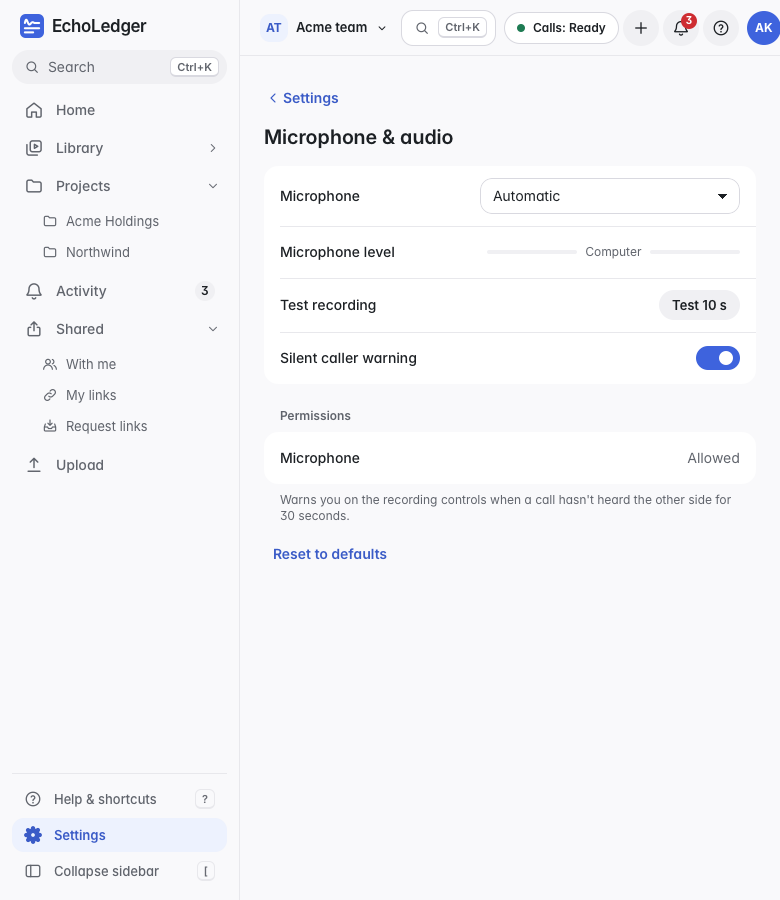 EchoLedger
Search Ctrl+K
Home
Library
Projects
Acme Holdings
Northwind
Activity 3
Shared
With me
My links
Request links
Upload
Help & shortcuts ?
Settings
Collapse sidebar [
AT Acme team Ctrl+K Calls: Ready 3 AK
Settings
Microphone & audio
Microphone Automatic
Microphone level Computer
Test recording Test 10 s
Silent caller warning
Permissions
Microphone Allowed
Warns you on the recording controls when a call hasn't heard the other side for
30 seconds.
Reset to defaults